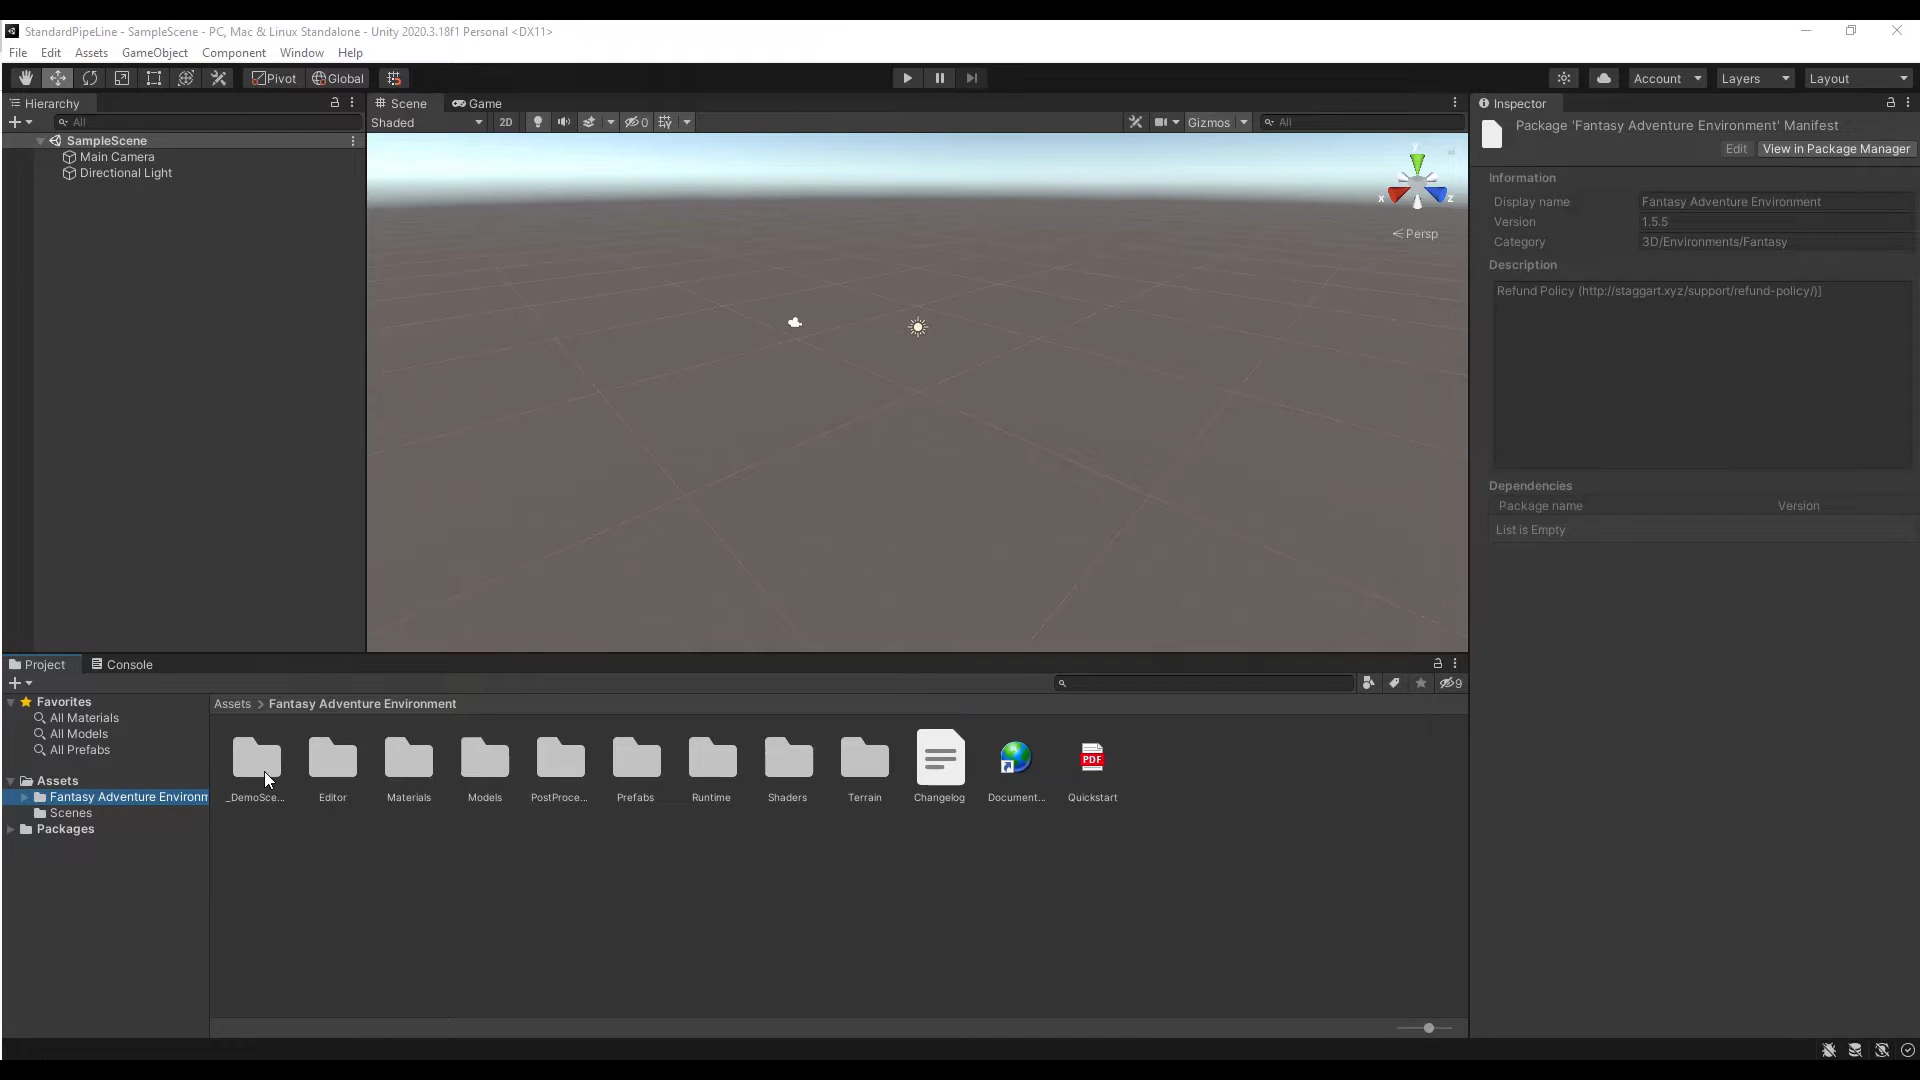 StandardPipeLine - SampleScene - PC, Mac & Linux Standalone - Unity 2020.3.18f1 Personal <DX11>
File Edit Assets GameObject Component Window Help
Pivot Global Account Layers Layout
Hierarchy
All
SampleScene
Main Camera
Directional Light
Scene Game
Shaded 2D 0 Gizmos All
y
x z
Persp
Inspector
Package 'Fantasy Adventure Environment' Manifest
Edit View in Package Manager
Information
Display name Fantasy Adventure Environment
Version 1.5.5
Category 3D/Environments/Fantasy
Description
Refund Policy (http://staggart.xyz/support/refund-policy/)]
Dependencies
Package name Version
List is Empty
Project Console
9
Favorites
All Materials
All Models
All Prefabs
Assets
Fantasy Adventure Environm
Scenes
Packages
Assets > Fantasy Adventure Environment
PDF
_DemoSce... Editor Materials Models PostProce... Prefabs Runtime Shaders Terrain Changelog Document... Quickstart